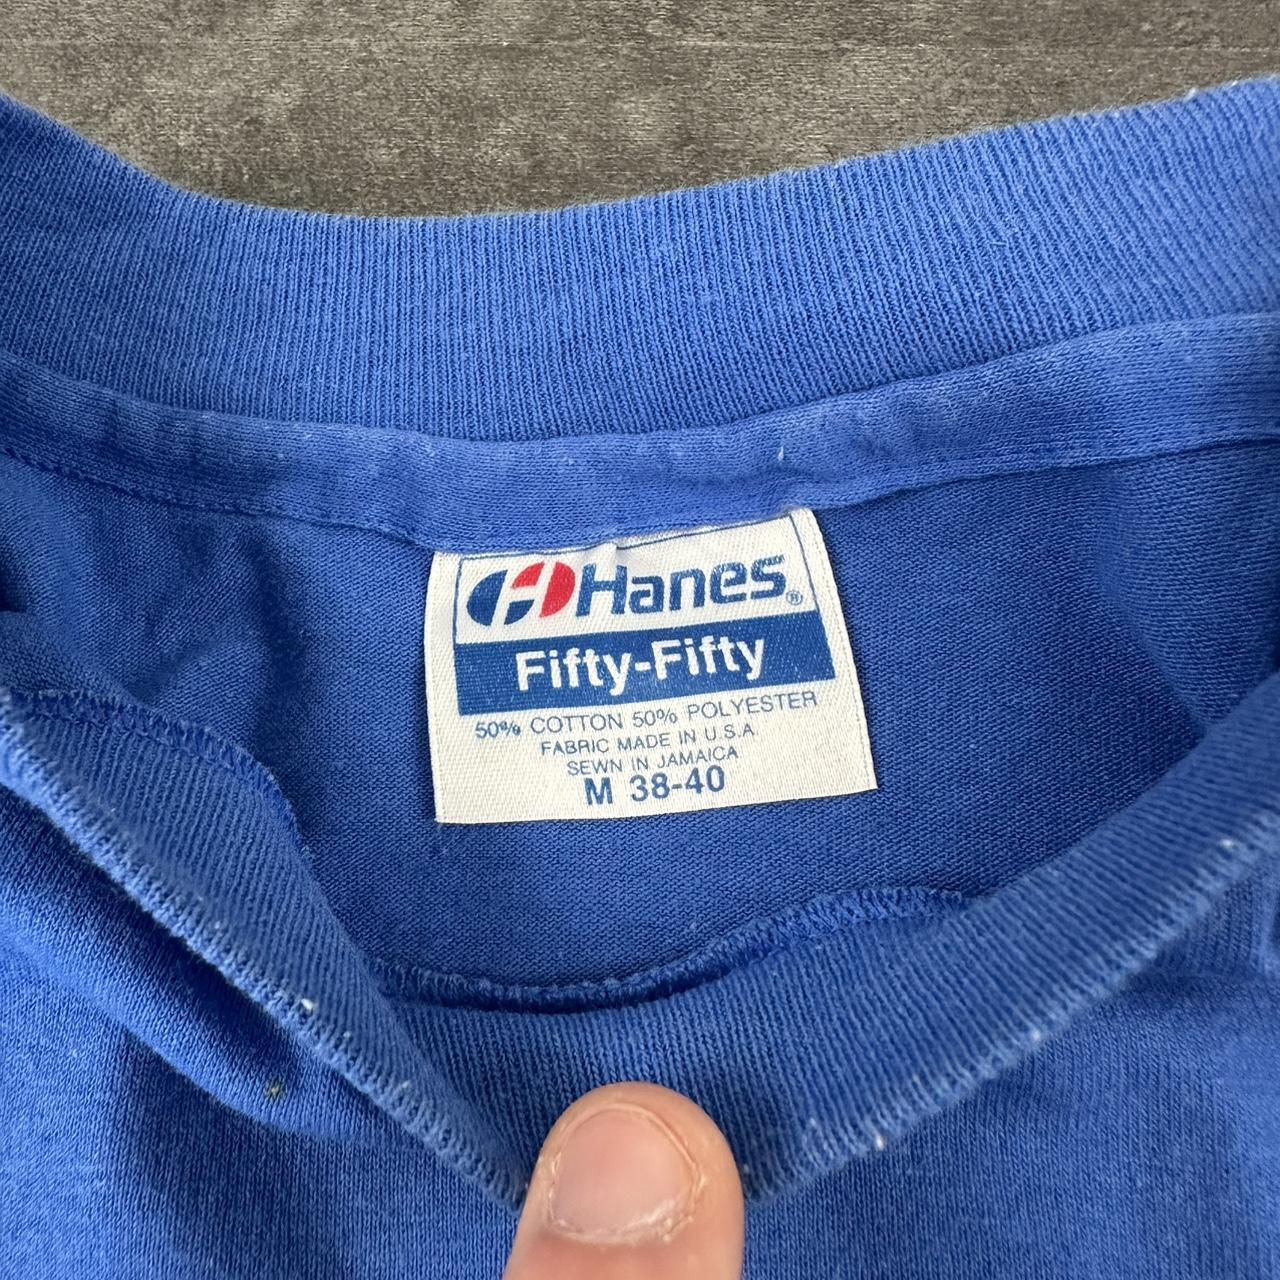 Hanes®
Fifty-Fifty
50% COTTON 50% POLYESTER
FABRIC MADE IN U.S.A.
SEWN IN JAMAICA
M 38-40